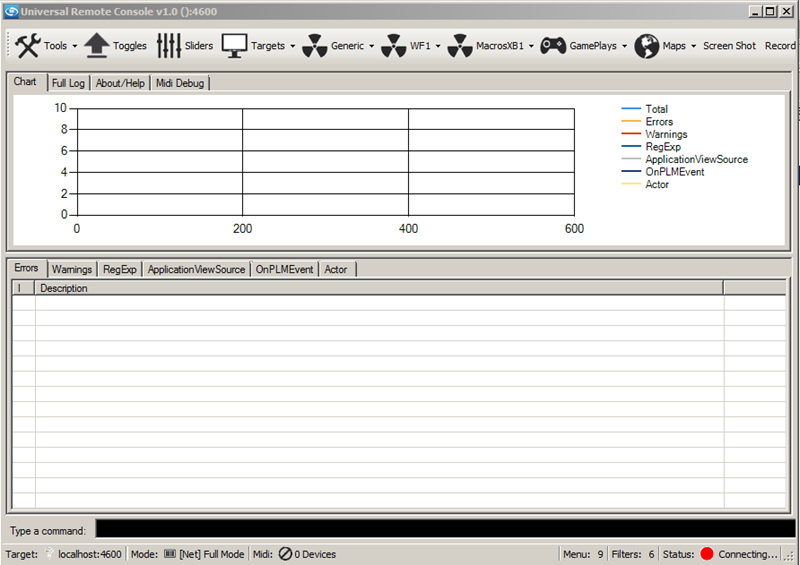 Universal Remote Console v1.0 ():4600
Tools Toggles Sliders Targets Generic WF1 MacrosXB1 GamePlays Maps Screen Shot Record
Chart Full Log About/Help Midi Debug
10
8
6
4
2
0
0 200 400 600
Total
Errors
Warnings
RegExp
ApplicationViewSource
OnPLMEvent
Actor
Errors Warnings RegExp ApplicationViewSource OnPLMEvent Actor
I Description
Type a command:
Target: localhost:4600 Mode: [Net] Full Mode Midi: 0 Devices Menu: 9 Filters: 6 Status: Connecting...